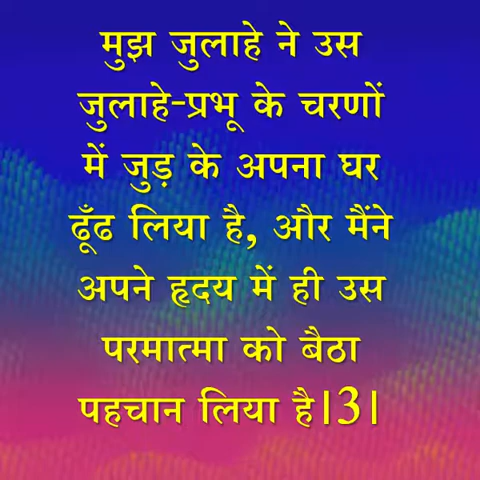 मुझ जुलाहे ने उस
जुलाहे-प्रभू के चरणों
में जुड़ के अपना घर
ढूँढ लिया है, और मैंने
अपने हृदय में ही उस
परमात्मा को बैठा
पहचान लिया है।3।